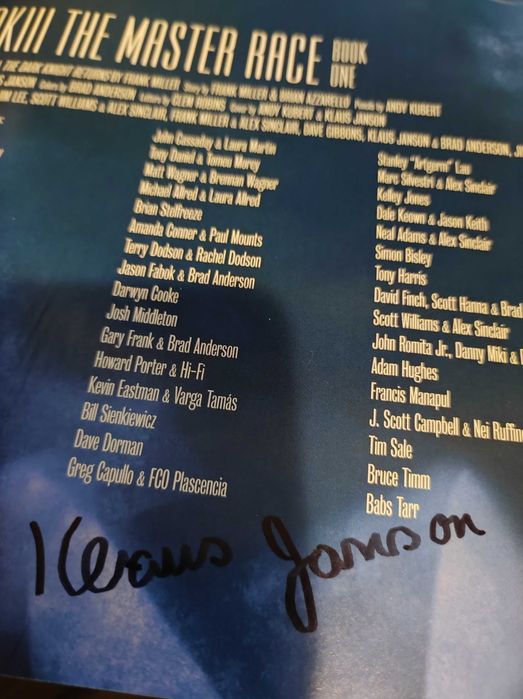 KIII THE MASTER RACE BOOK ONE
THE DARK KNIGHT RETURNS BY FRANK MILLER Story by FRANK MILLER & BRIAN AZZARELLO Pencils by ANDY KUBERT
JANSON Colors by BRAD ANDERSON Letters by CLEM ROBINS Cover by ANDY KUBERT & KLAUS JANSON
LEE, SCOTT WILLIAMS & ALEX SINCLAIR, FRANK MILLER & ALEX SINCLAIR, DAVE GIBBONS, KLAUS JANSON & BRAD ANDERSON,
John Cassaday & Laura Martin
Tony Daniel & Tomeu Morey
Matt Wagner & Brennan Wagner
Michael Allred & Laura Allred
Brian Stelfreeze
Amanda Conner & Paul Mounts
Terry Dodson & Rachel Dodson
Jason Fabok & Brad Anderson
Darwyn Cooke
Josh Middleton
Gary Frank & Brad Anderson
Howard Porter & Hi-Fi
Kevin Eastman & Varga Tamás
Bill Sienkiewicz
Dave Dorman
Greg Capullo & FCO Plascencia
Stanley "Artgerm" Lau
Marc Silvestri & Alex Sinclair
Kelley Jones
Dale Keown & Jason Keith
Neal Adams & Alex Sinclair
Simon Bisley
Tony Harris
David Finch, Scott Hanna & Brad
Scott Williams & Alex Sinclair
John Romita Jr., Danny Miki &
Adam Hughes
Francis Manapul
J. Scott Campbell & Nei Ruffino
Tim Sale
Bruce Timm
Babs Tarr
Klaus Janson